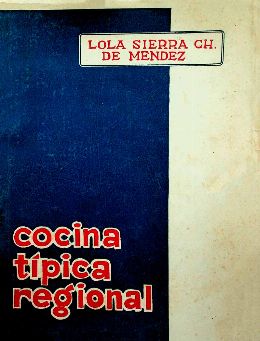 LOLA SIERRA CH.
DE MENDEZ
cocina
típica
regional